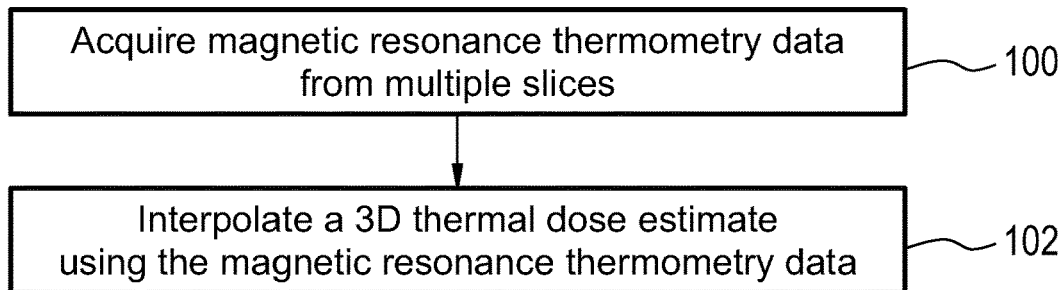 Acquire magnetic resonance thermometry data
from multiple slices
100
Interpolate a 3D thermal dose estimate
using the magnetic resonance thermometry data
102